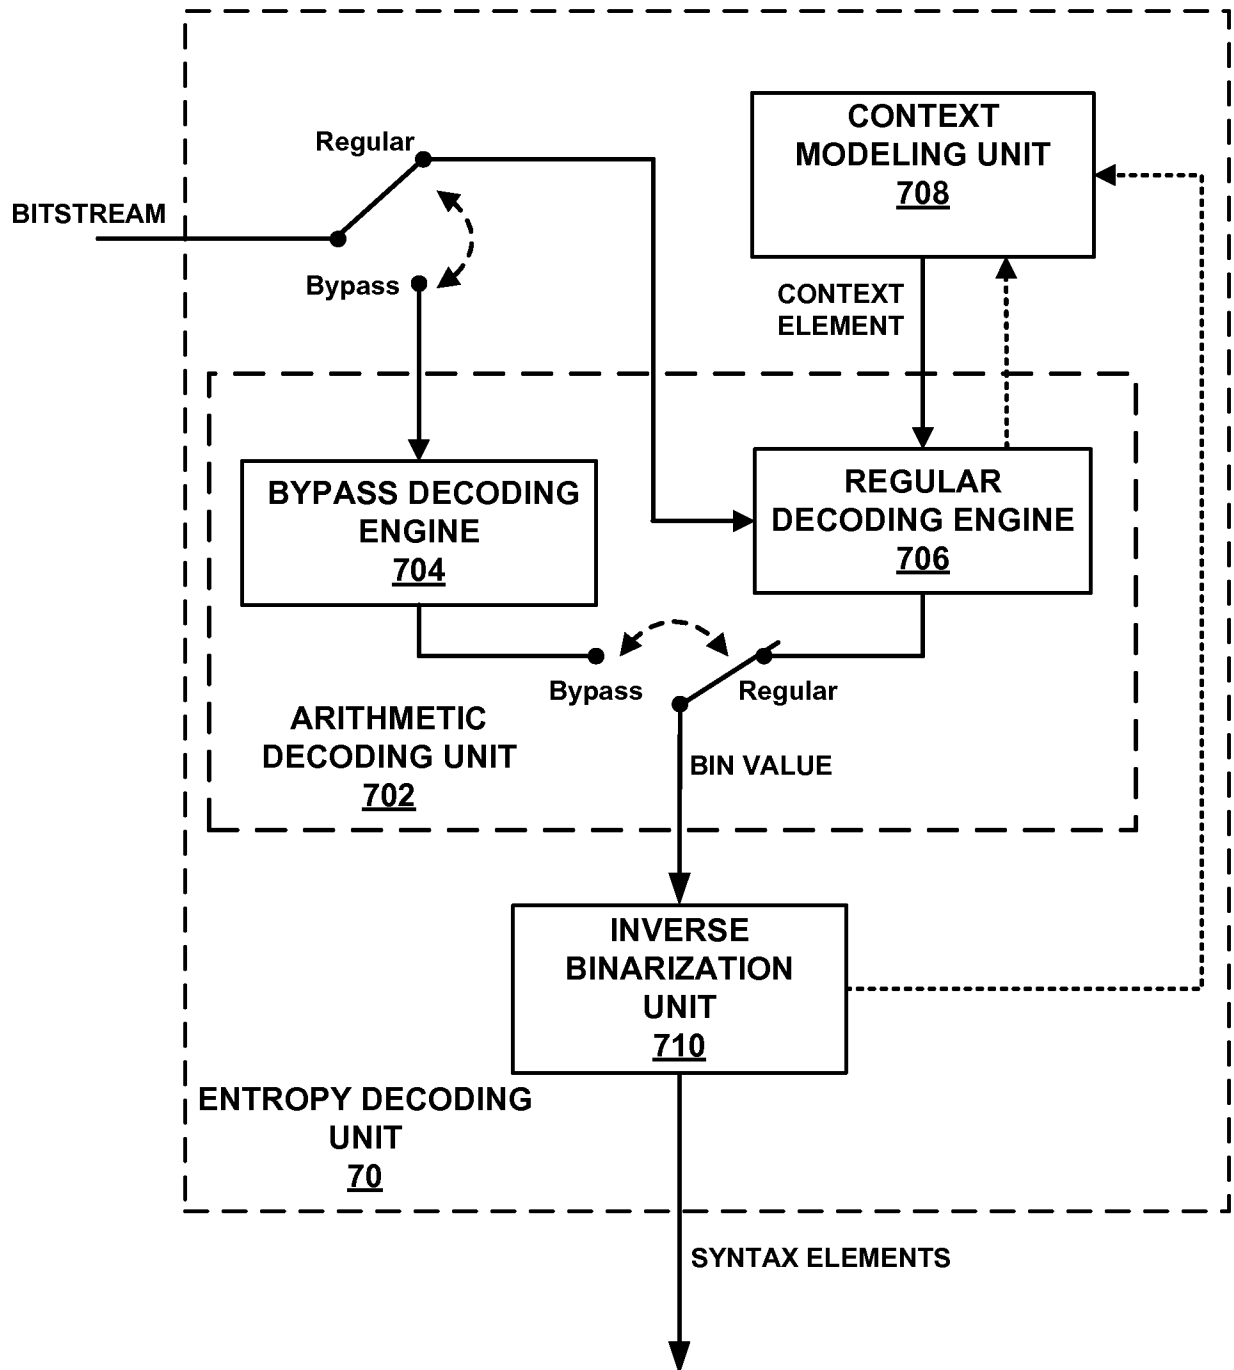 CONTEXT
MODELING UNIT
708
Regular
BITSTREAM
Bypass
CONTEXT
ELEMENT
BYPASS DECODING
ENGINE
704
REGULAR
DECODING ENGINE
706
Bypass
Regular
ARITHMETIC
DECODING UNIT
702
BIN VALUE
INVERSE
BINARIZATION
UNIT
710
ENTROPY DECODING
UNIT
70
SYNTAX ELEMENTS